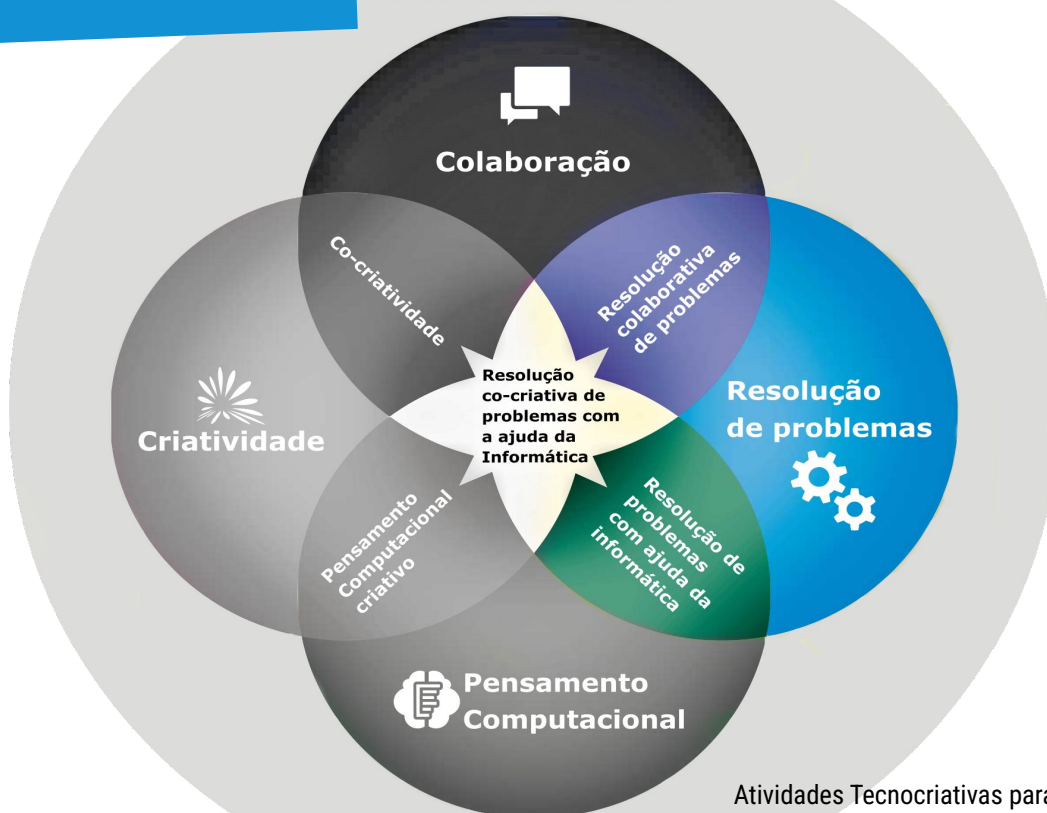 Colaboração
Co-criatividade
Resolução
colaborativa
de problemas
Criatividade
Resolução
co-criativa de
problemas com
a ajuda da
Informática
Resolução
de problemas
Pensamento
Computacional
criativo
Resolução de
problemas
com ajuda da
informática
Pensamento
Computacional
Atividades Tecnocriativas para